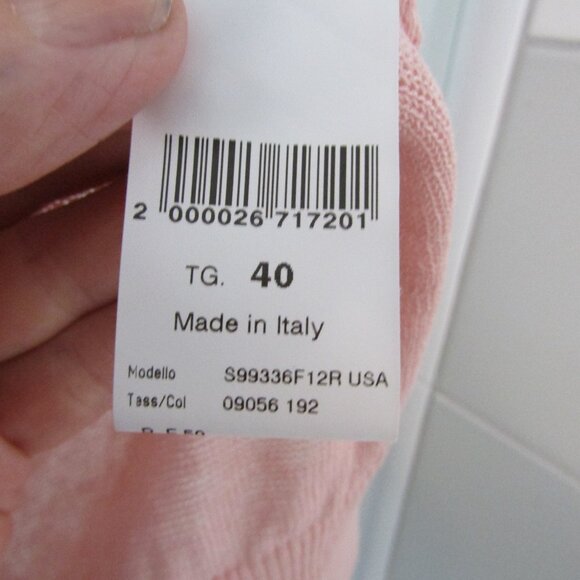 2 000026 717201
TG. 40
Made in Italy
Modello S99336F12R USA
Tess/Col 09056 192